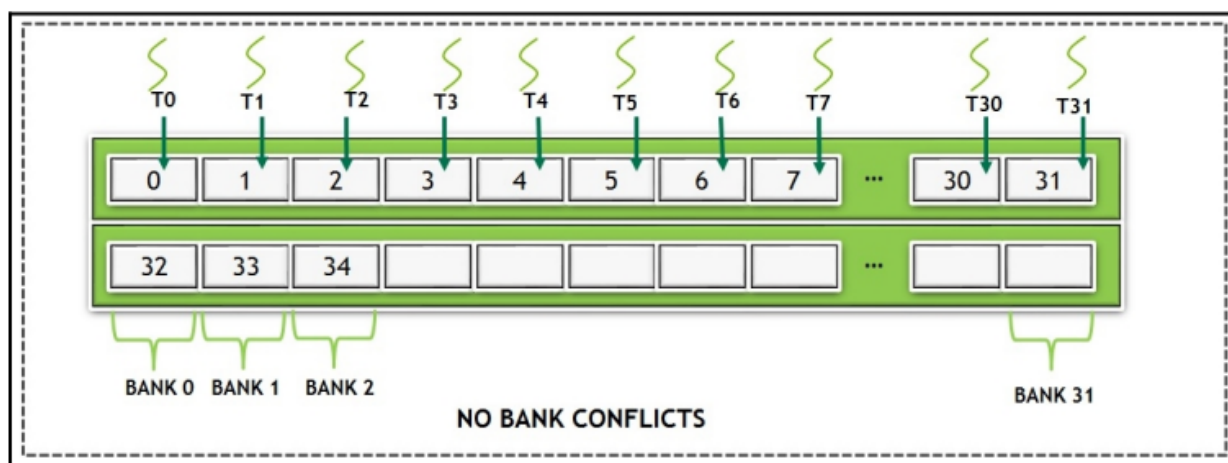 T0 T1 T2 T3 T4 T5 T6 T7 T30 T31
0 1 2 3 4 5 6 7 ... 30 31
32 33 34 ...
BANK 0 BANK 1 BANK 2 BANK 31
NO BANK CONFLICTS